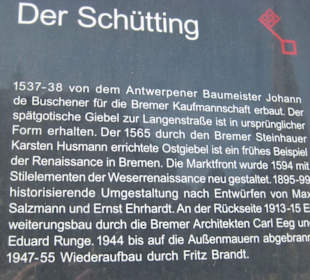 Der Schütting
1537-38 von dem Antwerpener Baumeister Johann
de Buschener für die Bremer Kaufmannschaft erbaut. Der
spätgotische Giebel zur Langenstraße ist in ursprünglicher
Form erhalten. Der 1565 durch den Bremer Steinhauer
Karsten Husmann errichtete Ostgiebel ist ein frühes Beispiel
der Renaissance in Bremen. Die Marktfront wurde 1594 mit
Stilelementen der Weserrenaissance neu gestaltet. 1895-99
historisierende Umgestaltung nach Entwürfen von Max
Salzmann und Ernst Ehrhardt. An der Rückseite 1913-15 E
weiterungsbau durch die Bremer Architekten Carl Eeg un
Eduard Runge. 1944 bis auf die Außenmauern abgebrann
1947-55 Wiederaufbau durch Fritz Brandt.